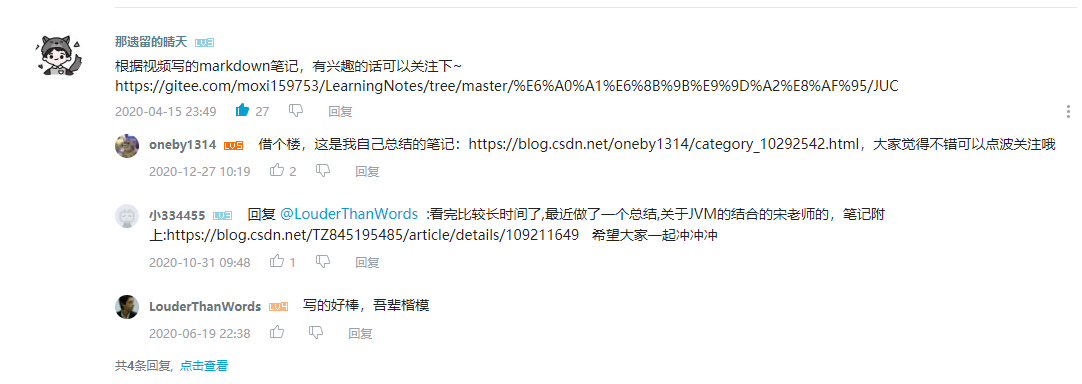 那遗留的晴天 LV3
根据视频写的markdown笔记，有兴趣的话可以关注下~
https://gitee.com/moxi159753/LearningNotes/tree/master/%E6%A0%A1%E6%8B%9B%E9%9D%A2%E8%AF%95/JUC
2020-04-15 23:49 27 回复
oneby1314 LV5 借个楼，这是我自己总结的笔记：https://blog.csdn.net/oneby1314/category_10292542.html，大家觉得不错可以点波关注哦
2020-12-27 10:19 2 回复
小334455 LV3 回复 @LouderThanWords :看完比较长时间了,最近做了一个总结,关于JVM的结合的宋老师的，笔记附
上:https://blog.csdn.net/TZ845195485/article/details/109211649 希望大家一起冲冲冲
2020-10-31 09:48 1 回复
LouderThanWords LV4 写的好棒，吾辈楷模
2020-06-19 22:38 回复
共4条回复, 点击查看